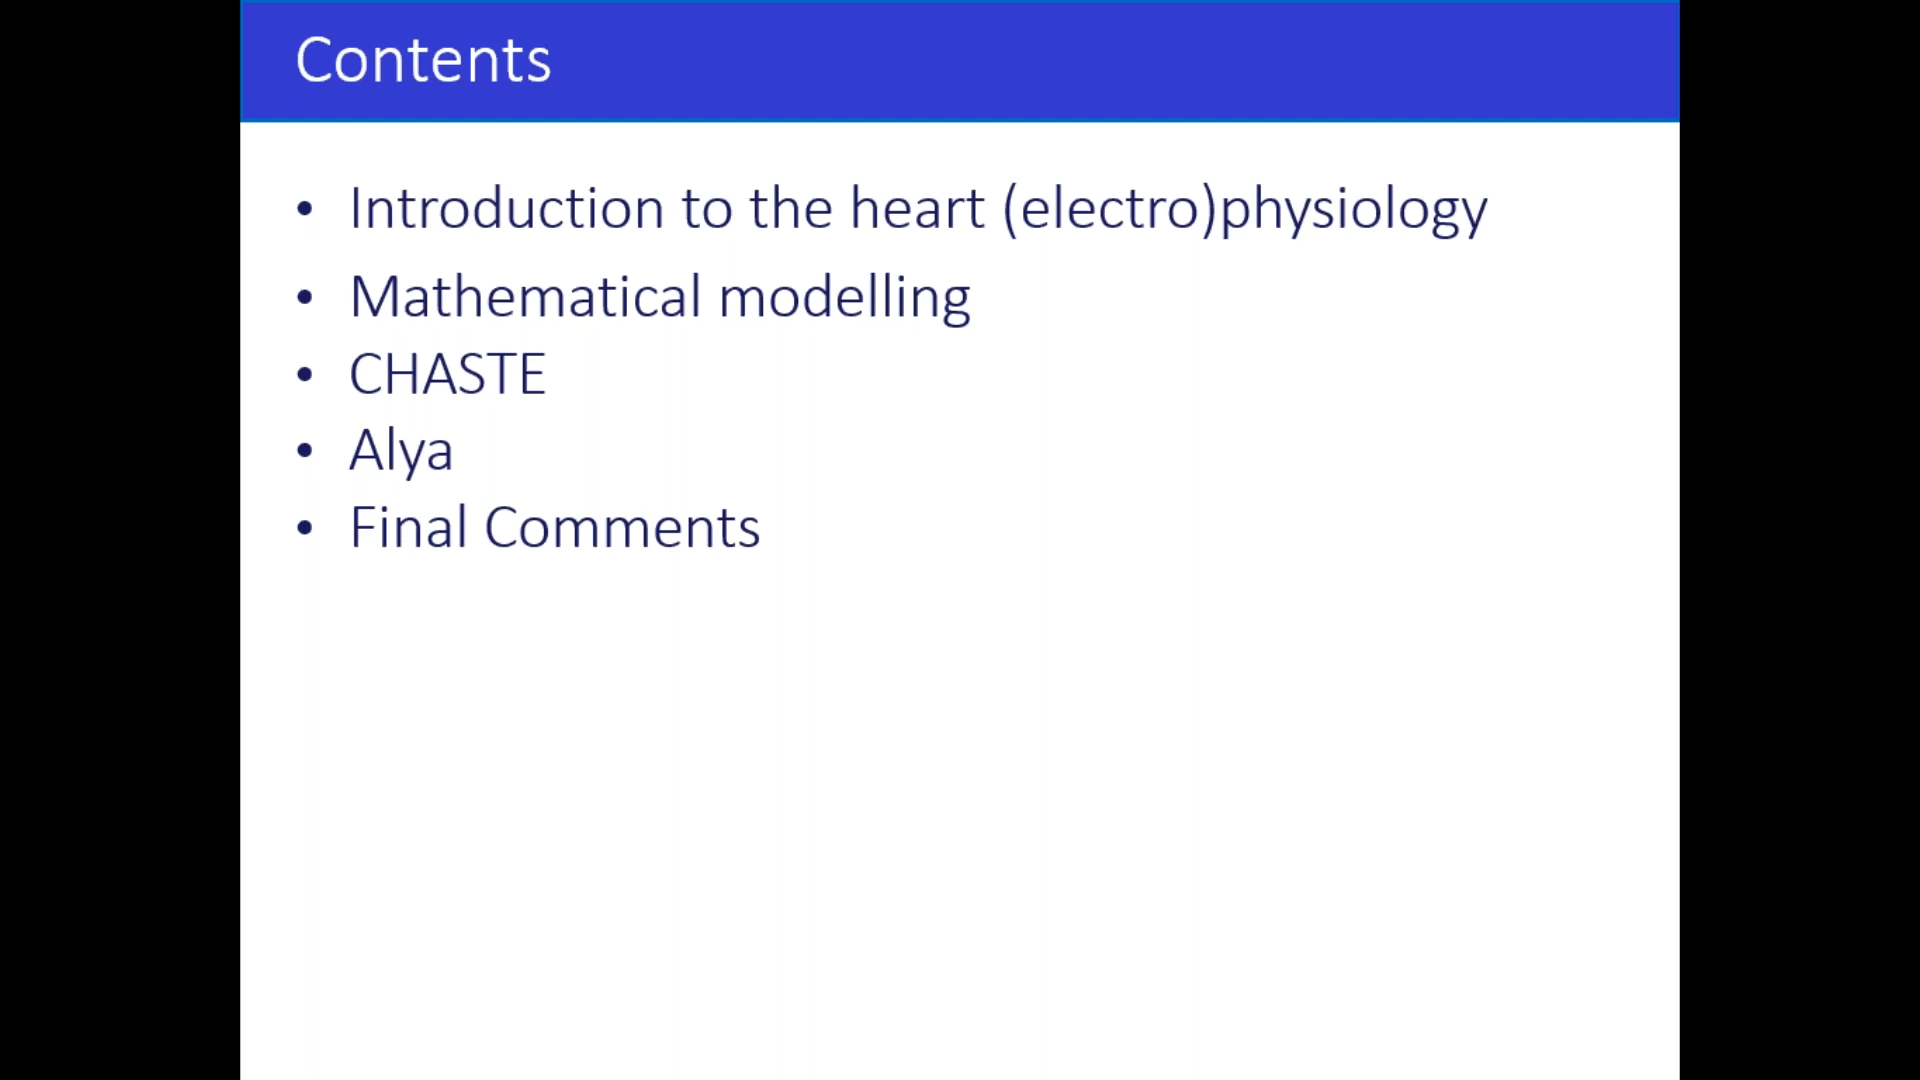 Contents
• Introduction to the heart (electro)physiology
• Mathematical modelling
• CHASTE
• Alya
• Final Comments